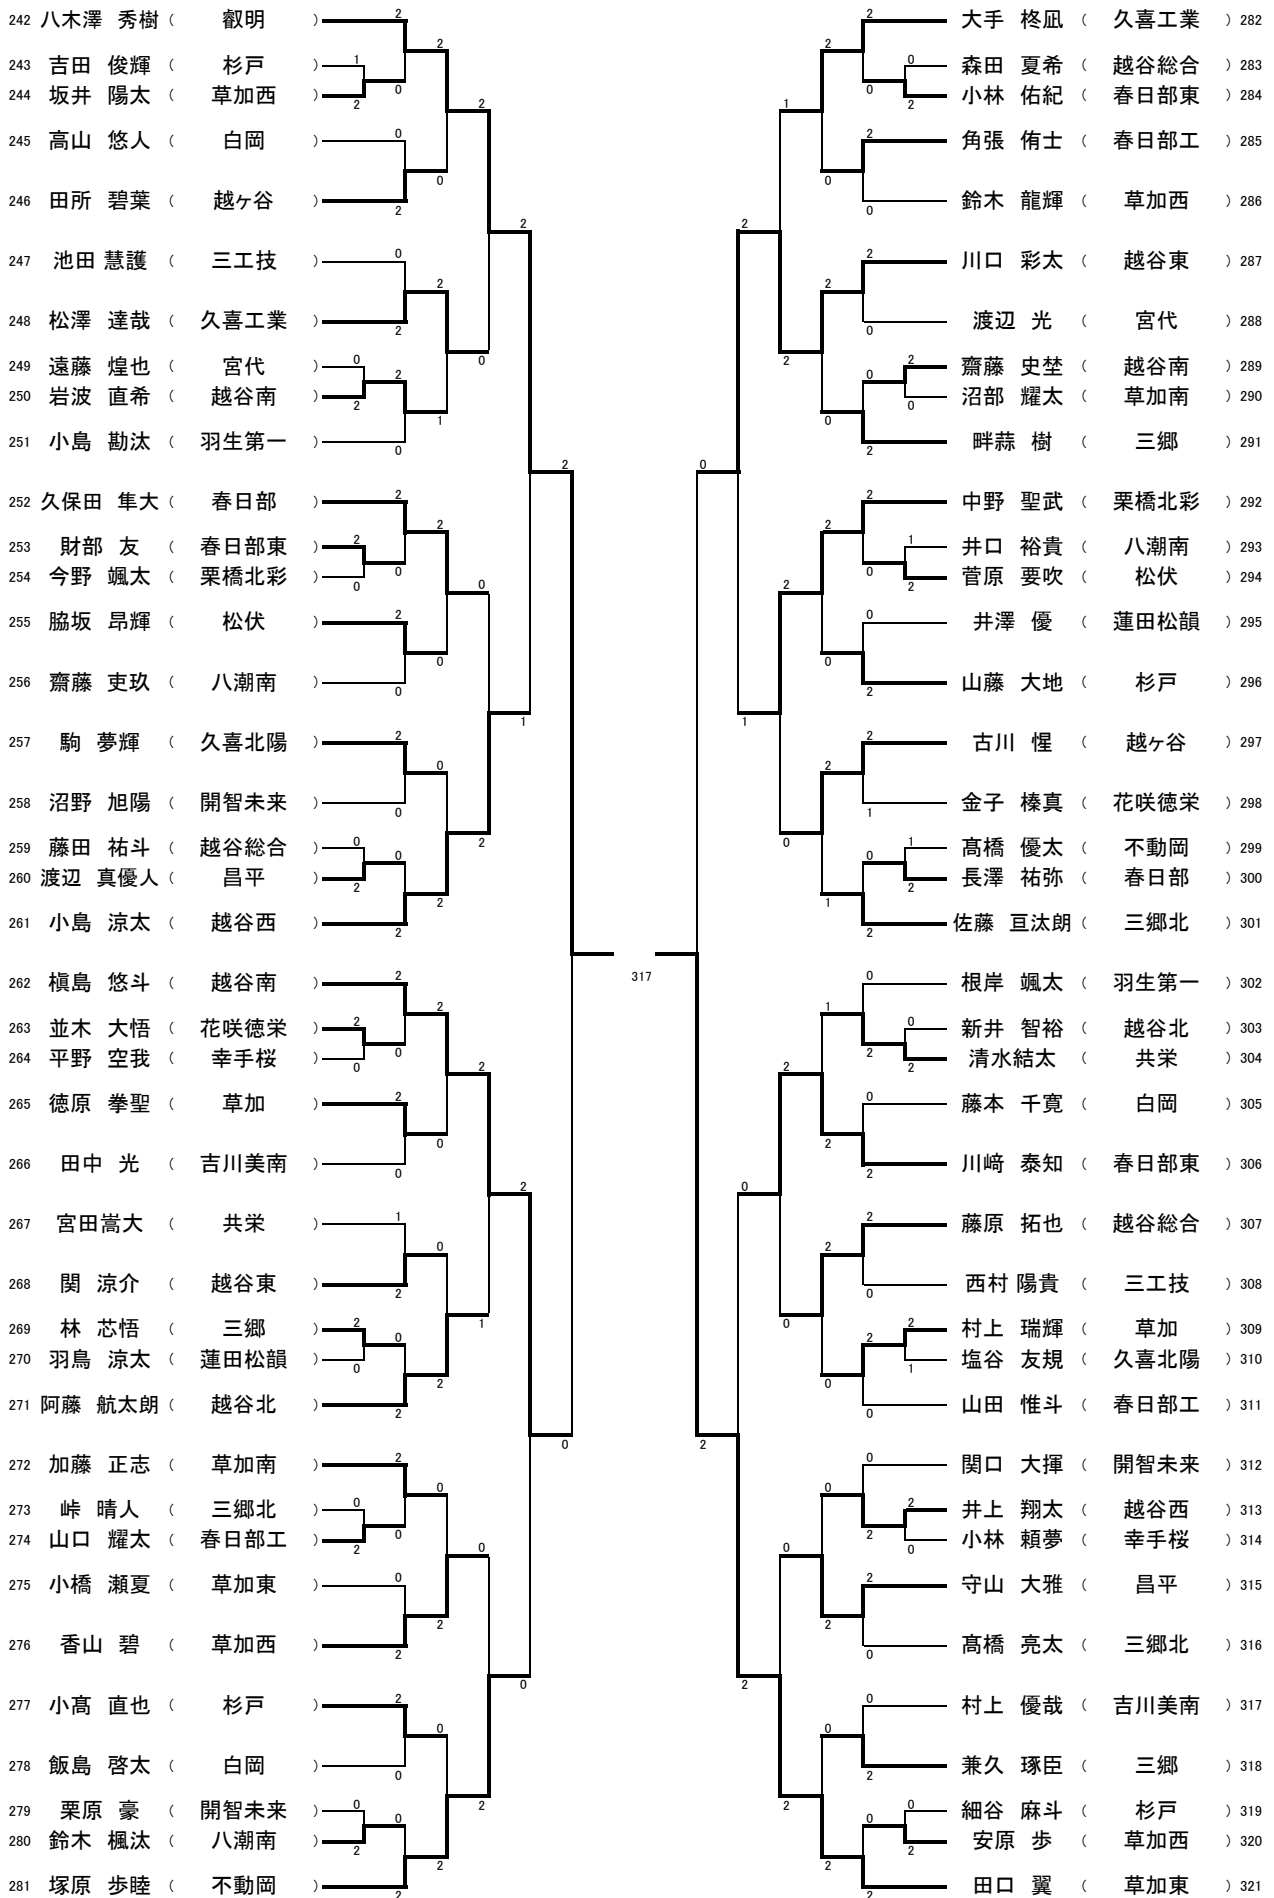 242 八木澤 秀樹 ( 叡明 )
243 吉田 俊輝 ( 杉戸 )
244 坂井 陽太 ( 草加西 )
245 高山 悠人 ( 白岡 )
246 田所 碧葉 ( 越ヶ谷 )
247 池田 慧護 ( 三工技 )
248 松澤 達哉 ( 久喜工業 )
249 遠藤 煌也 ( 宮代 )
250 岩波 直希 ( 越谷南 )
251 小島 勘汰 ( 羽生第一 )
252 久保田 隼大 ( 春日部 )
253 財部 友 ( 春日部東 )
254 今野 颯太 ( 栗橋北彩 )
255 脇坂 昂輝 ( 松伏 )
256 齋藤 吏玖 ( 八潮南 )
257 駒 夢輝 ( 久喜北陽 )
258 沼野 旭陽 ( 開智未来 )
259 藤田 祐斗 ( 越谷総合 )
260 渡辺 真優人 ( 昌平 )
261 小島 涼太 ( 越谷西 )
262 槇島 悠斗 ( 越谷南 )
263 並木 大悟 ( 花咲徳栄 )
264 平野 空我 ( 幸手桜 )
265 徳原 拳聖 ( 草加 )
266 田中 光 ( 吉川美南 )
267 宮田嵩大 ( 共栄 )
268 関 涼介 ( 越谷東 )
269 林 芯悟 ( 三郷 )
270 羽鳥 涼太 ( 蓮田松韻 )
271 阿藤 航太朗 ( 越谷北 )
272 加藤 正志 ( 草加南 )
273 峠 晴人 ( 三郷北 )
274 山口 耀太 ( 春日部工 )
275 小橋 瀬夏 ( 草加東 )
276 香山 碧 ( 草加西 )
277 小髙 直也 ( 杉戸 )
278 飯島 啓太 ( 白岡 )
279 栗原 豪 ( 開智未来 )
280 鈴木 楓汰 ( 八潮南 )
281 塚原 歩睦 ( 不動岡 )
317
大手 柊凪 ( 久喜工業 ) 282
森田 夏希 ( 越谷総合 ) 283
小林 佑紀 ( 春日部東 ) 284
角張 侑士 ( 春日部工 ) 285
鈴木 龍輝 ( 草加西 ) 286
川口 彩太 ( 越谷東 ) 287
渡辺 光 ( 宮代 ) 288
齋藤 史埜 ( 越谷南 ) 289
沼部 耀太 ( 草加南 ) 290
畔蒜 樹 ( 三郷 ) 291
中野 聖武 ( 栗橋北彩 ) 292
井口 裕貴 ( 八潮南 ) 293
菅原 要吹 ( 松伏 ) 294
井澤 優 ( 蓮田松韻 ) 295
山藤 大地 ( 杉戸 ) 296
古川 惺 ( 越ヶ谷 ) 297
金子 榛真 ( 花咲徳栄 ) 298
髙橋 優太 ( 不動岡 ) 299
長澤 祐弥 ( 春日部 ) 300
佐藤 亘汰朗 ( 三郷北 ) 301
根岸 颯太 ( 羽生第一 ) 302
新井 智裕 ( 越谷北 ) 303
清水結太 ( 共栄 ) 304
藤本 千寛 ( 白岡 ) 305
川﨑 泰知 ( 春日部東 ) 306
藤原 拓也 ( 越谷総合 ) 307
西村 陽貴 ( 三工技 ) 308
村上 瑞輝 ( 草加 ) 309
塩谷 友規 ( 久喜北陽 ) 310
山田 惟斗 ( 春日部工 ) 311
関口 大揮 ( 開智未来 ) 312
井上 翔太 ( 越谷西 ) 313
小林 頼夢 ( 幸手桜 ) 314
守山 大雅 ( 昌平 ) 315
髙橋 亮太 ( 三郷北 ) 316
村上 優哉 ( 吉川美南 ) 317
兼久 琢臣 ( 三郷 ) 318
細谷 麻斗 ( 杉戸 ) 319
安原 歩 ( 草加西 ) 320
田口 翼 ( 草加東 ) 321